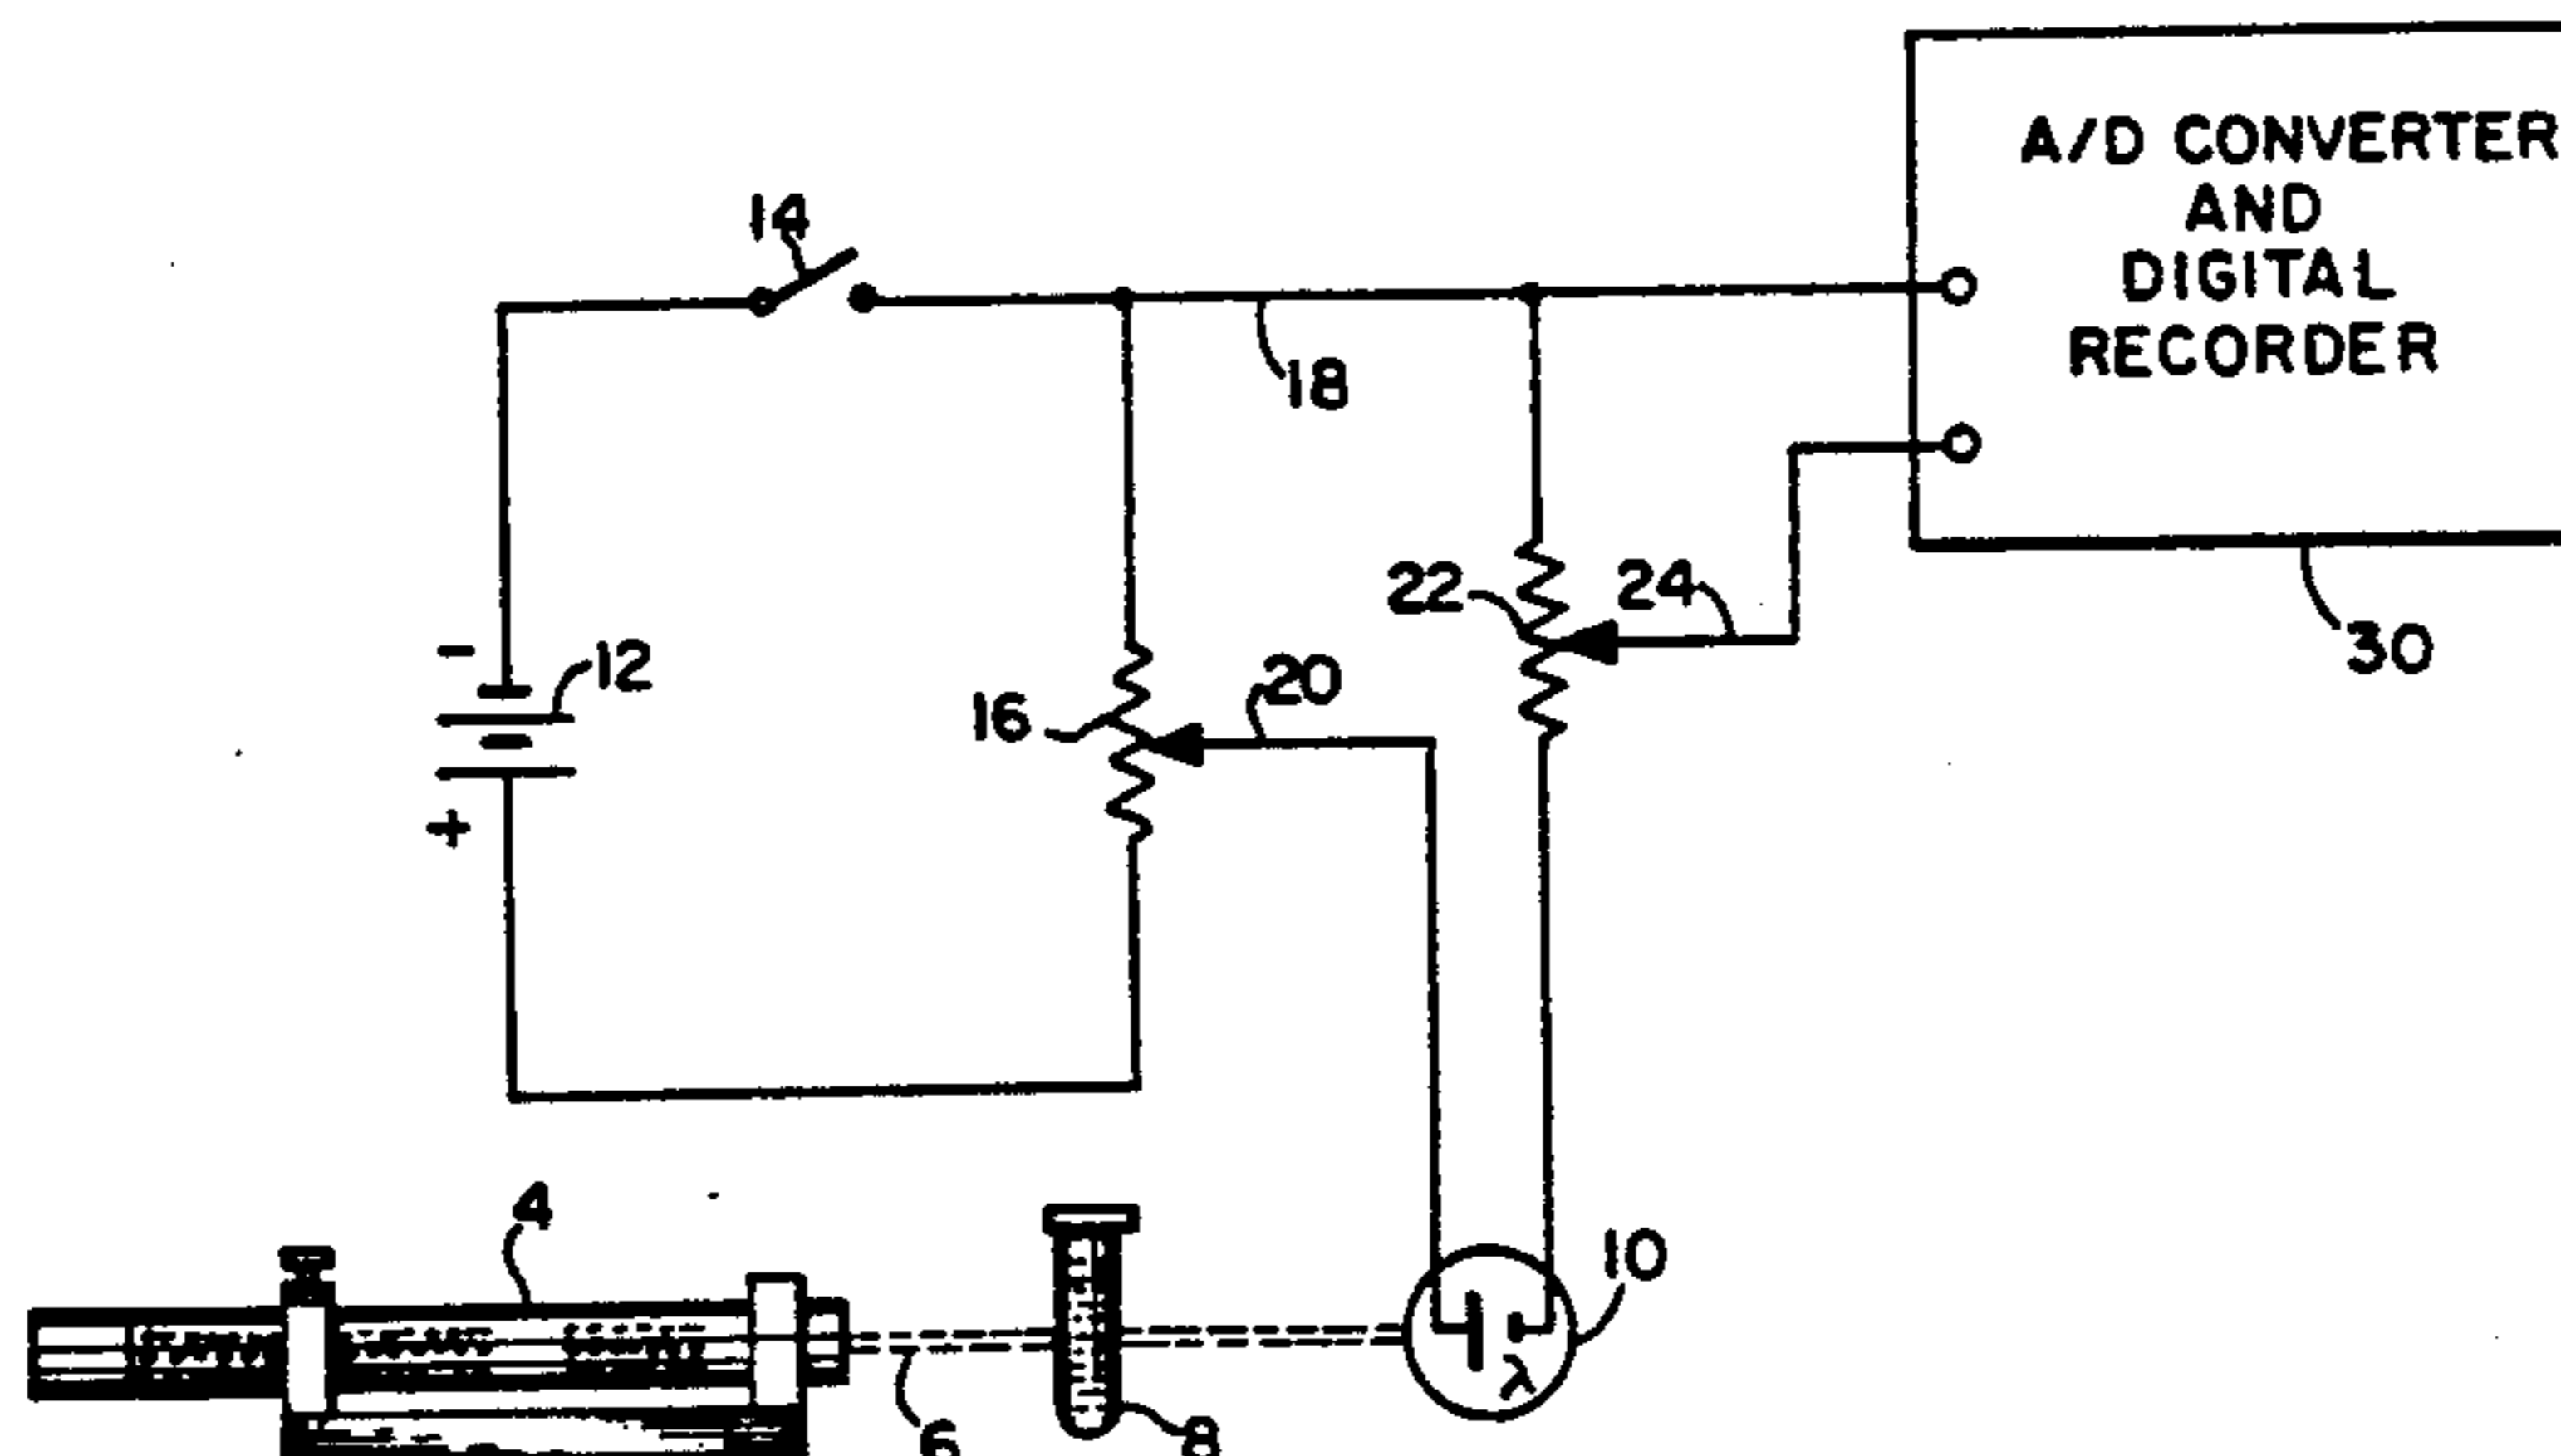 A/D CONVERTER
AND
DIGITAL
RECORDER
14
18
22
24
30
-
12
20
16
+
4
10
λ
6
8